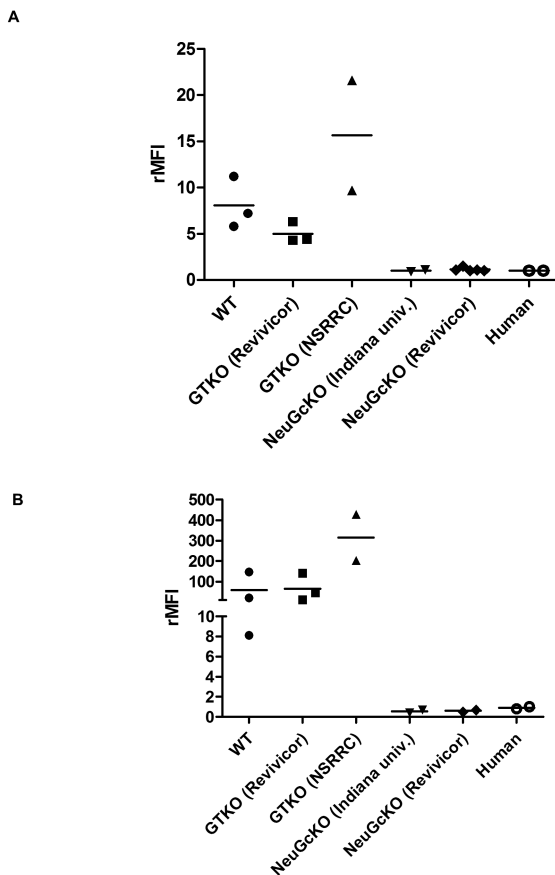 A
25
20
15
10
5
0
rMFI
WT
GTKO (Revivicor)
GTKO (NSRRC)
NeuGcKO (Indiana univ.)
NeuGcKO (Revivicor)
Human
B
500
400
300
200
100
10
8
6
4
2
0
rMFI
WT
GTKO (Revivicor)
GTKO (NSRRC)
NeuGcKO (Indiana univ.)
NeuGcKO (Revivicor)
Human